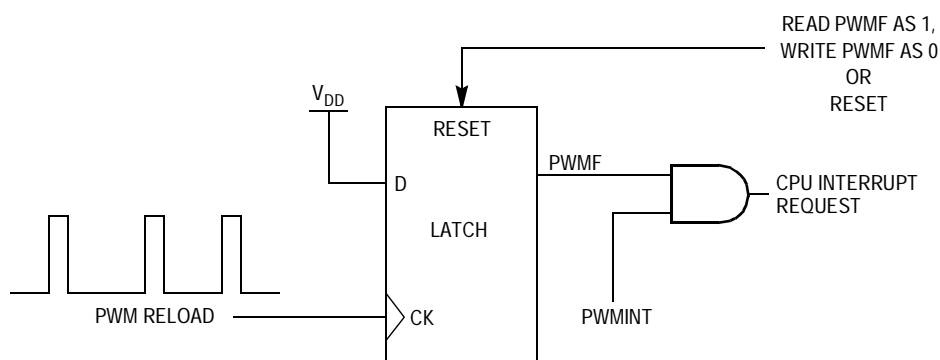 READ PWMF AS 1,
WRITE PWMF AS 0
OR
RESET
VDD
RESET
PWMF
D
CPU INTERRUPT
REQUEST
LATCH
PWM RELOAD
CK
PWMINT